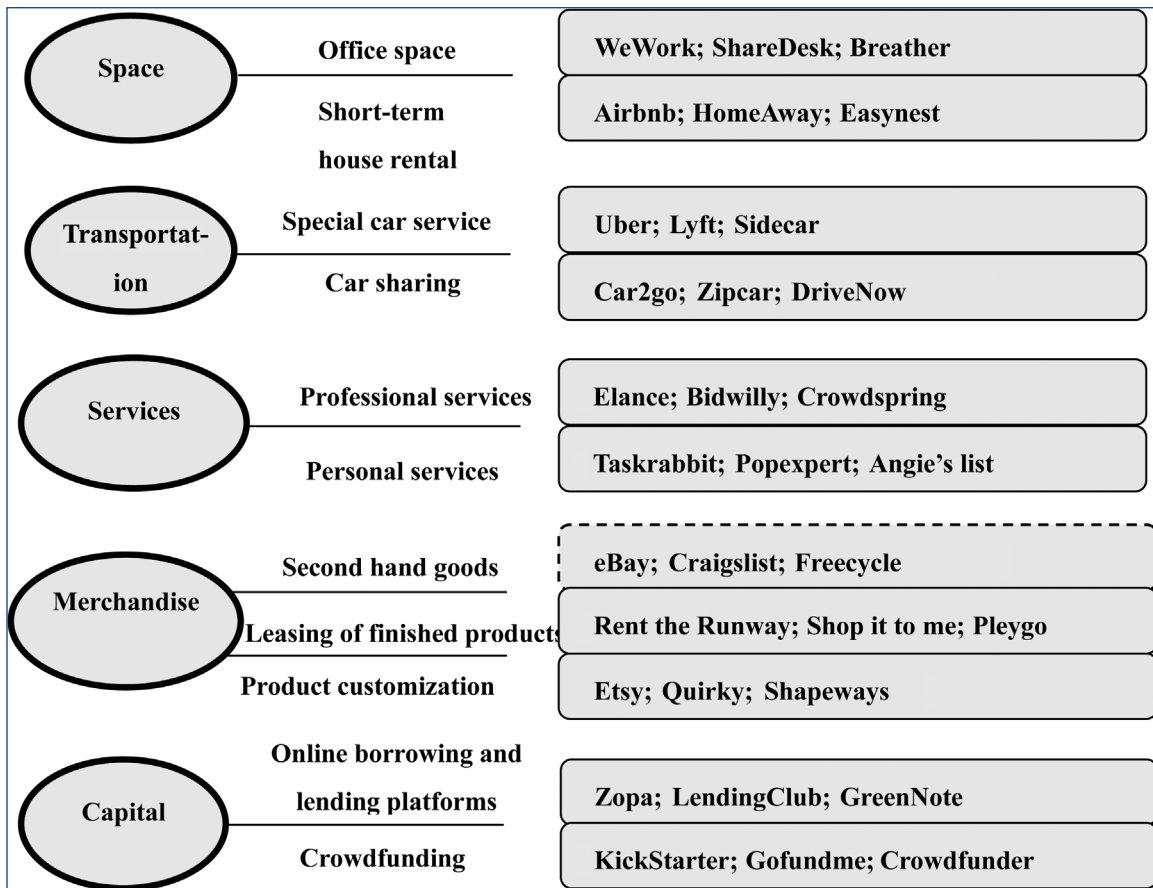 Space
Office space
WeWork; ShareDesk; Breather
Short-term
house rental
Airbnb; HomeAway; Easynest
Transportat-
ion
Special car service
Uber; Lyft; Sidecar
Car sharing
Car2go; Zipcar; DriveNow
Services
Professional services
Elance; Bidwilly; Crowdspring
Personal services
Taskrabbit; Popexpert; Angie’s list
Merchandise
Second hand goods
eBay; Craigslist; Freecycle
Leasing of finished products
Rent the Runway; Shop it to me; Pleygo
Product customization
Etsy; Quirky; Shapeways
Capital
Online borrowing and
lending platforms
Zopa; LendingClub; GreenNote
Crowdfunding
KickStarter; Gofundme; Crowdfunder